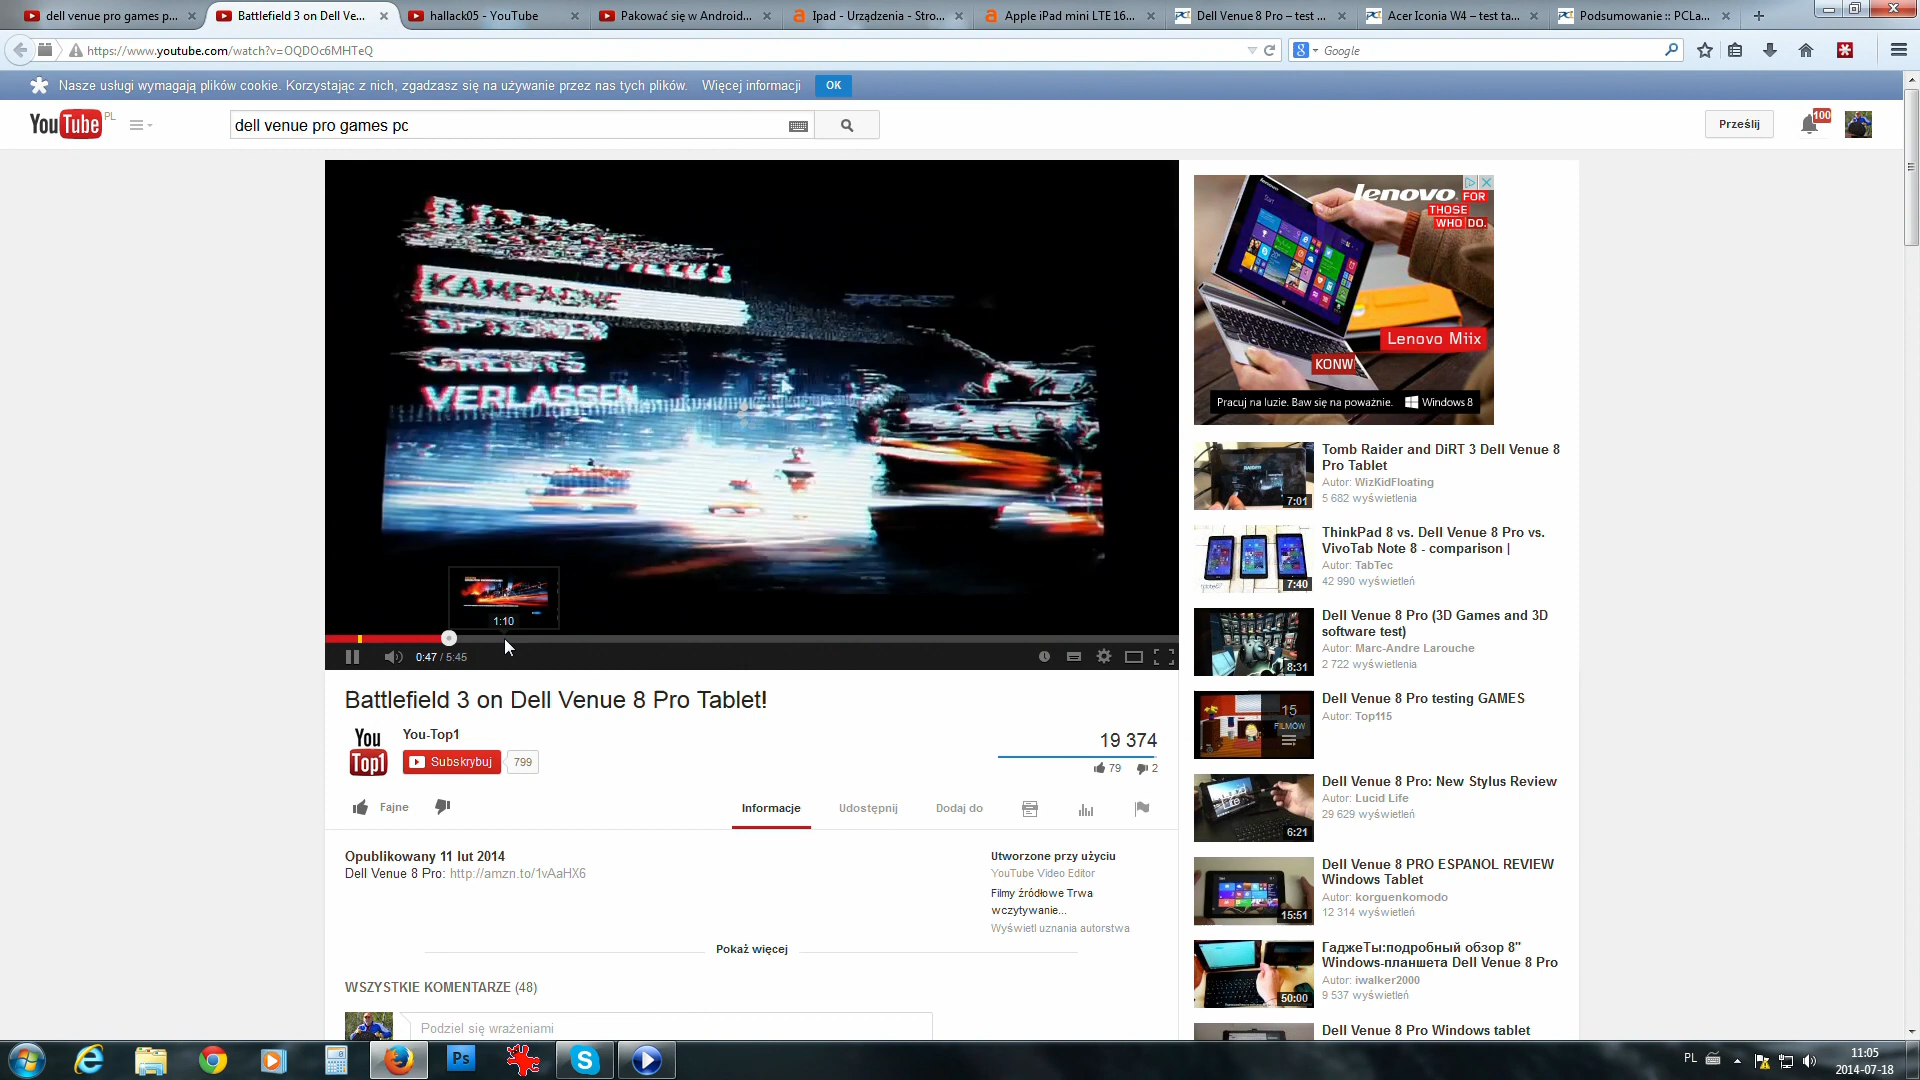 dell venue pro games p...
Battlefield 3 on Dell Ve...
hallack05 - YouTube
Pakować się w Android...
Ipad - Urządzenia - Stro...
Apple iPad mini LTE 16...
Dell Venue 8 Pro – test ...
Acer Iconia W4 – test ta...
Podsumowanie :: PCLa...
https://www.youtube.com/watch?v=OQDOc6MHTeQ
Google
Nasze usługi wymagają plików cookie. Korzystając z nich, zgadzasz się na używanie przez nas tych plików. Więcej informacji OK
YouTube PL
dell venue pro games pc
Prześlij
100
KAMPAGNE
OPTIONEN
CREDITS
VERLASSEN
1:10
0:47 / 5:45
lenovo FOR
THOSE
WHO DO.
Lenovo Miix
KONW
Pracuj na luzie. Baw się na poważnie. Windows 8
Battlefield 3 on Dell Venue 8 Pro Tablet!
You Top1
You-Top1
Subskrybuj 799
19 374
79 2
Fajne
Informacje Udostępnij Dodaj do
Opublikowany 11 lut 2014
Dell Venue 8 Pro: http://amzn.to/1vAaHX6
Utworzone przy użyciu
YouTube Video Editor
Filmy źródłowe Trwa
wczytywanie...
Wyświetl uznania autorstwa
Pokaż więcej
WSZYSTKIE KOMENTARZE (48)
Podziel się wrażeniami
Tomb Raider and DiRT 3 Dell Venue 8
Pro Tablet
Autor: WizKidFloating
5 682 wyświetlenia
7:01
ThinkPad 8 vs. Dell Venue 8 Pro vs.
VivoTab Note 8 - comparison |
Autor: TabTec
42 990 wyświetleń
7:40
Dell Venue 8 Pro (3D Games and 3D
software test)
Autor: Marc-Andre Larouche
2 722 wyświetlenia
8:31
Dell Venue 8 Pro testing GAMES
Autor: Top115
15
FILMÓW
Dell Venue 8 Pro: New Stylus Review
Autor: Lucid Life
29 629 wyświetleń
6:21
Dell Venue 8 PRO ESPANOL REVIEW
Windows Tablet
Autor: korguenkomodo
12 314 wyświetleń
15:51
ГаджеТы:подробный обзор 8"
Windows-планшета Dell Venue 8 Pro
Autor: iwalker2000
9 537 wyświetleń
50:00
Dell Venue 8 Pro Windows tablet
Ps
PL
11:05
2014-07-18